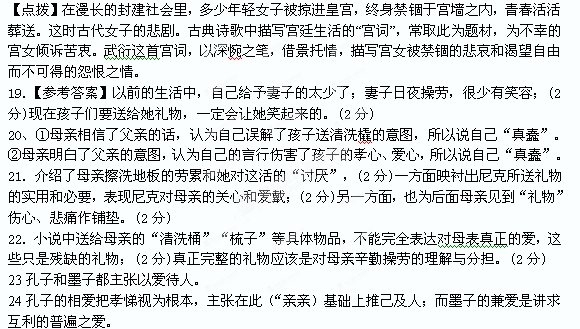 【点拨】在漫长的封建社会里，多少年轻女子被掠进皇宫，终身禁锢于宫墙之内，青春活活
葬送。这时古代女子的悲剧。古典诗歌中描写宫廷生活的“宫词”，常取此为题材，为不幸的
宫女倾诉苦衷。武衍这首宫词，以深惋之笔，借景托情，描写宫女被禁锢的悲哀和渴望自由
而不可得的怨恨之情。
19.【参考答案】以前的生活中，自己给予妻子的太少了；妻子日夜操劳，很少有笑容；(2
分)现在孩子们要送给她礼物，一定会让她笑起来的。(2 分)
20、①母亲相信了父亲的话，认为自己误解了孩子送清洗橇的意图，所以说自己“真蠢”。
②母亲明白了父亲的意图，认为自己的言行伤害了孩子的孝心、爱心，所以说自己“真蠢”。
21．介绍了母亲擦洗地板的劳累和她对这活的“讨厌”，(2 分)一方面映衬出尼克所送礼物
的实用和必要，表现尼克对母亲的关心和爱戴；(2 分)另一方面，也为后面母亲见到“礼物”
伤心、悲痛作铺垫。(2 分)
22．小说中送给母亲的“清洗桶”“梳子”等具体物品，不能完全表达对母表真正的爱，这
些只是残缺的礼物；(2 分)真正完整的礼物应该是对母亲辛勤操劳的理解与分担。(2 分)
23 孔子和墨子都主张以爱待人。
24 孔子的相爱把孝悌视为根本，主张在此(“亲亲）基础上推己及人；而墨子的兼爱是讲求
互利的普遍之爱。